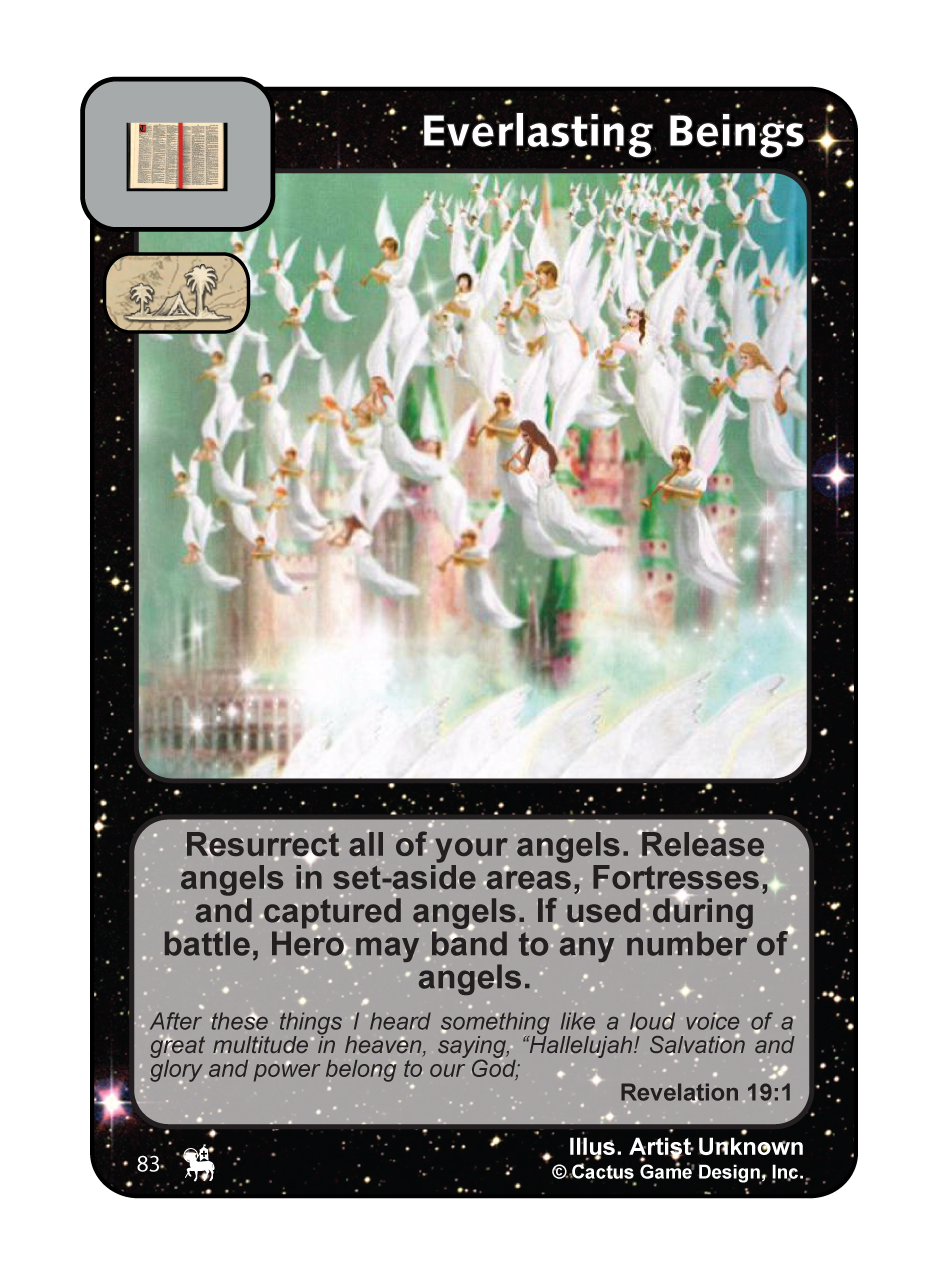 Everlasting Beings
Resurrect all of your angels. Release
angels in set-aside areas, Fortresses,
and captured angels. If used during
battle, Hero may band to any number of
angels.
After these things I heard something like a loud voice of a
great multitude in heaven, saying, “Hallelujah! Salvation and
glory and power belong to our God;
Revelation 19:1
Illus. Artist Unknown
83
© Cactus Game Design, Inc.